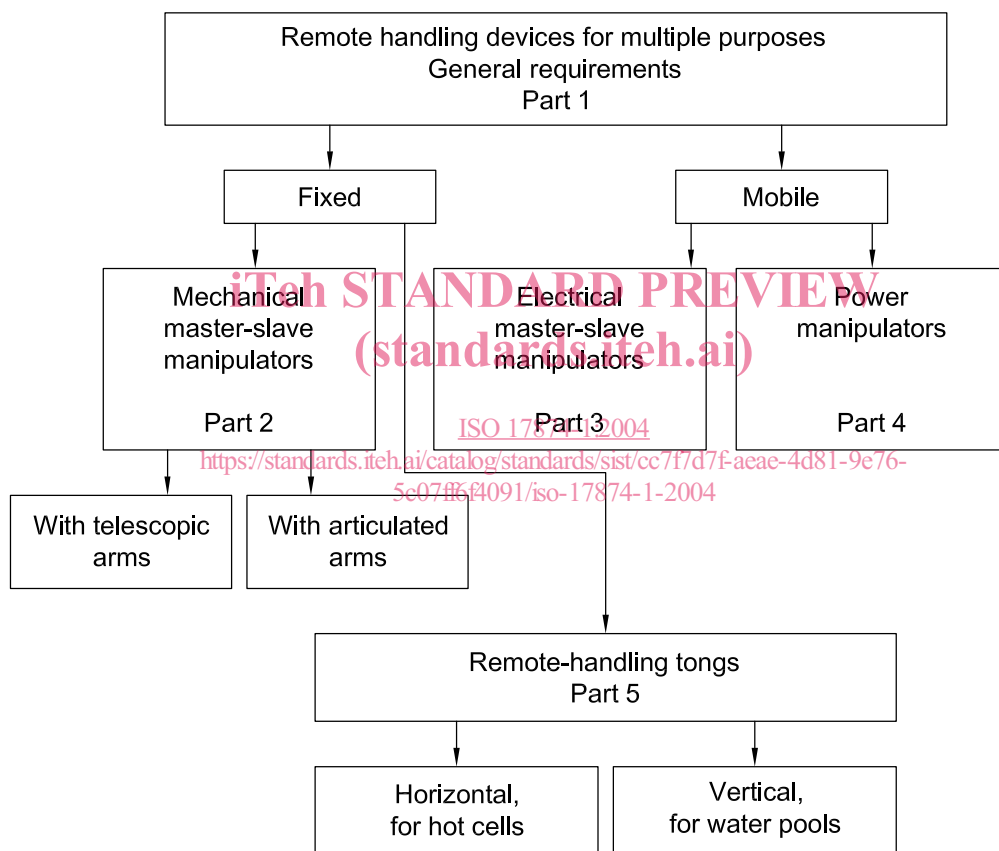 Remote handling devices for multiple purposes
General requirements
Part 1
Fixed
Mobile
Mechanical
master-slave
manipulators
Part 2
Electrical
master-slave
manipulators
Part 3
Power
manipulators
Part 4
iTeh STANDARD PREVIEW
(standards.iteh.ai)
ISO 17874-1:2004
https://standards.iteh.ai/catalog/standards/sist/cc7f7d7f-aeae-4d81-9e76-
5c07ff6f4091/iso-17874-1-2004
With telescopic
arms
With articulated
arms
Remote-handling tongs
Part 5
Horizontal,
for hot cells
Vertical,
for water pools